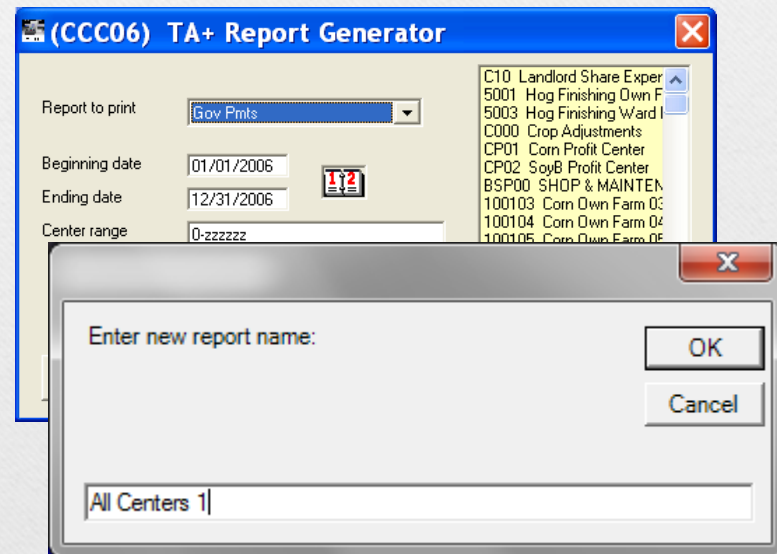 (CCC06) TA+ Report Generator
Report to print
Gov Pmts
Beginning date
01/01/2006
Ending date
12/31/2006
Center range
0-zzzzzz
C10 Landlord Share Exper
5001 Hog Finishing Own F
5003 Hog Finishing Ward
C000 Crop Adjustments
CP01 Corn Profit Center
CP02 SoyB Profit Center
BSP00 SHOP & MAINTEN
100103 Corn Own Farm 03
100104 Corn Own Farm 04
100105 Corn Own Farm 05
Enter new report name:
OK
Cancel
All Centers 1